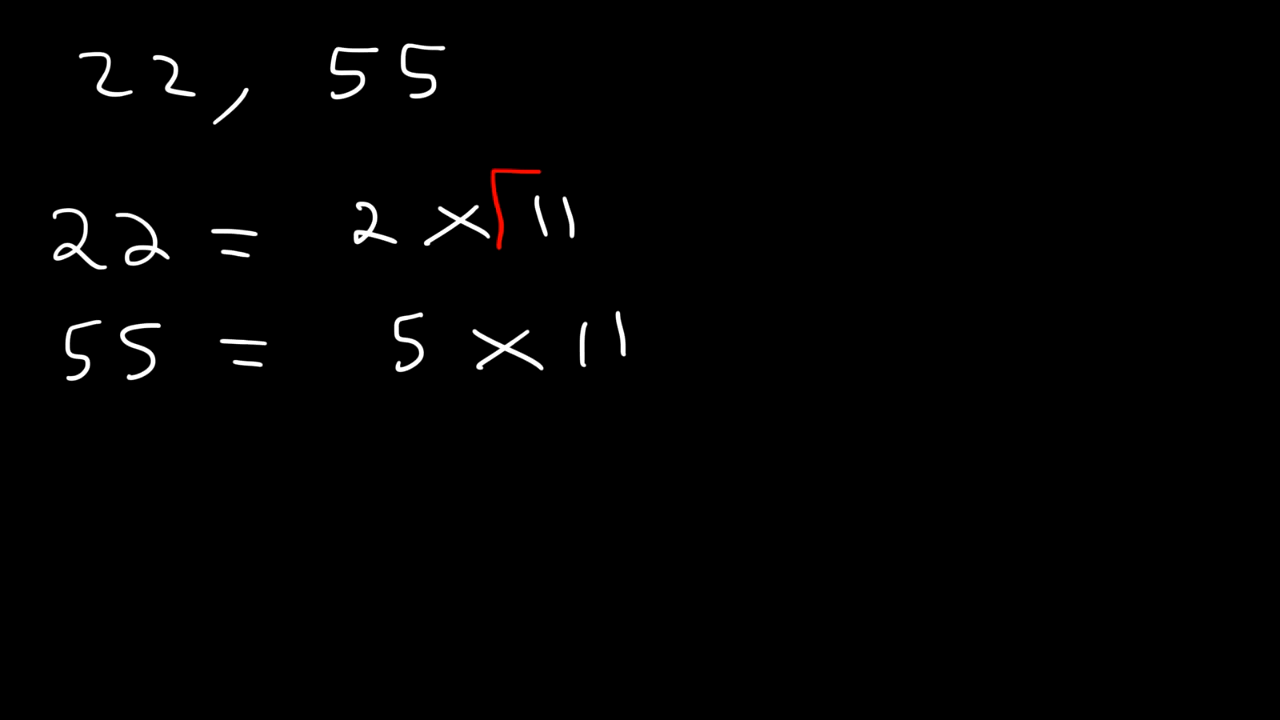 22, 55
22 = 2 × 11
55 = 5 × 11